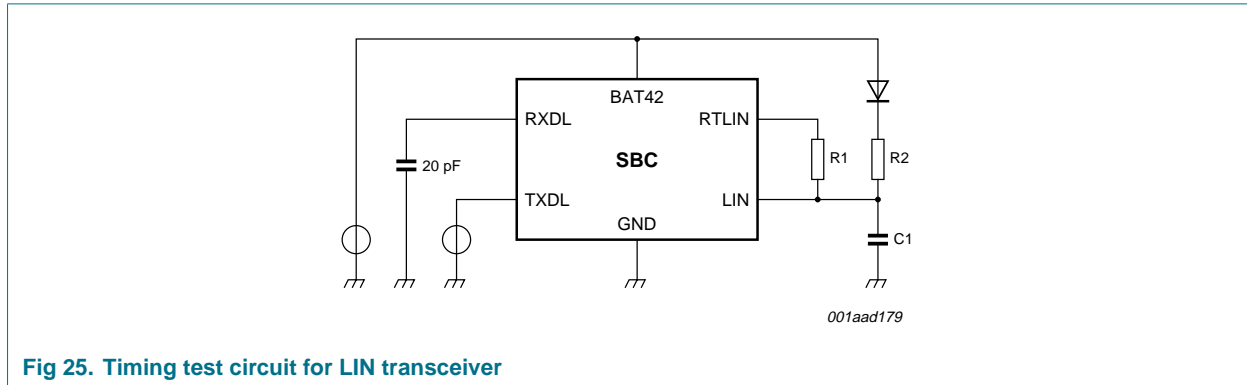 BAT42
RXDL
RTLIN
SBC
R1
R2
20 pF
TXDL
LIN
GND
C1
001aad179
Fig 25. Timing test circuit for LIN transceiver